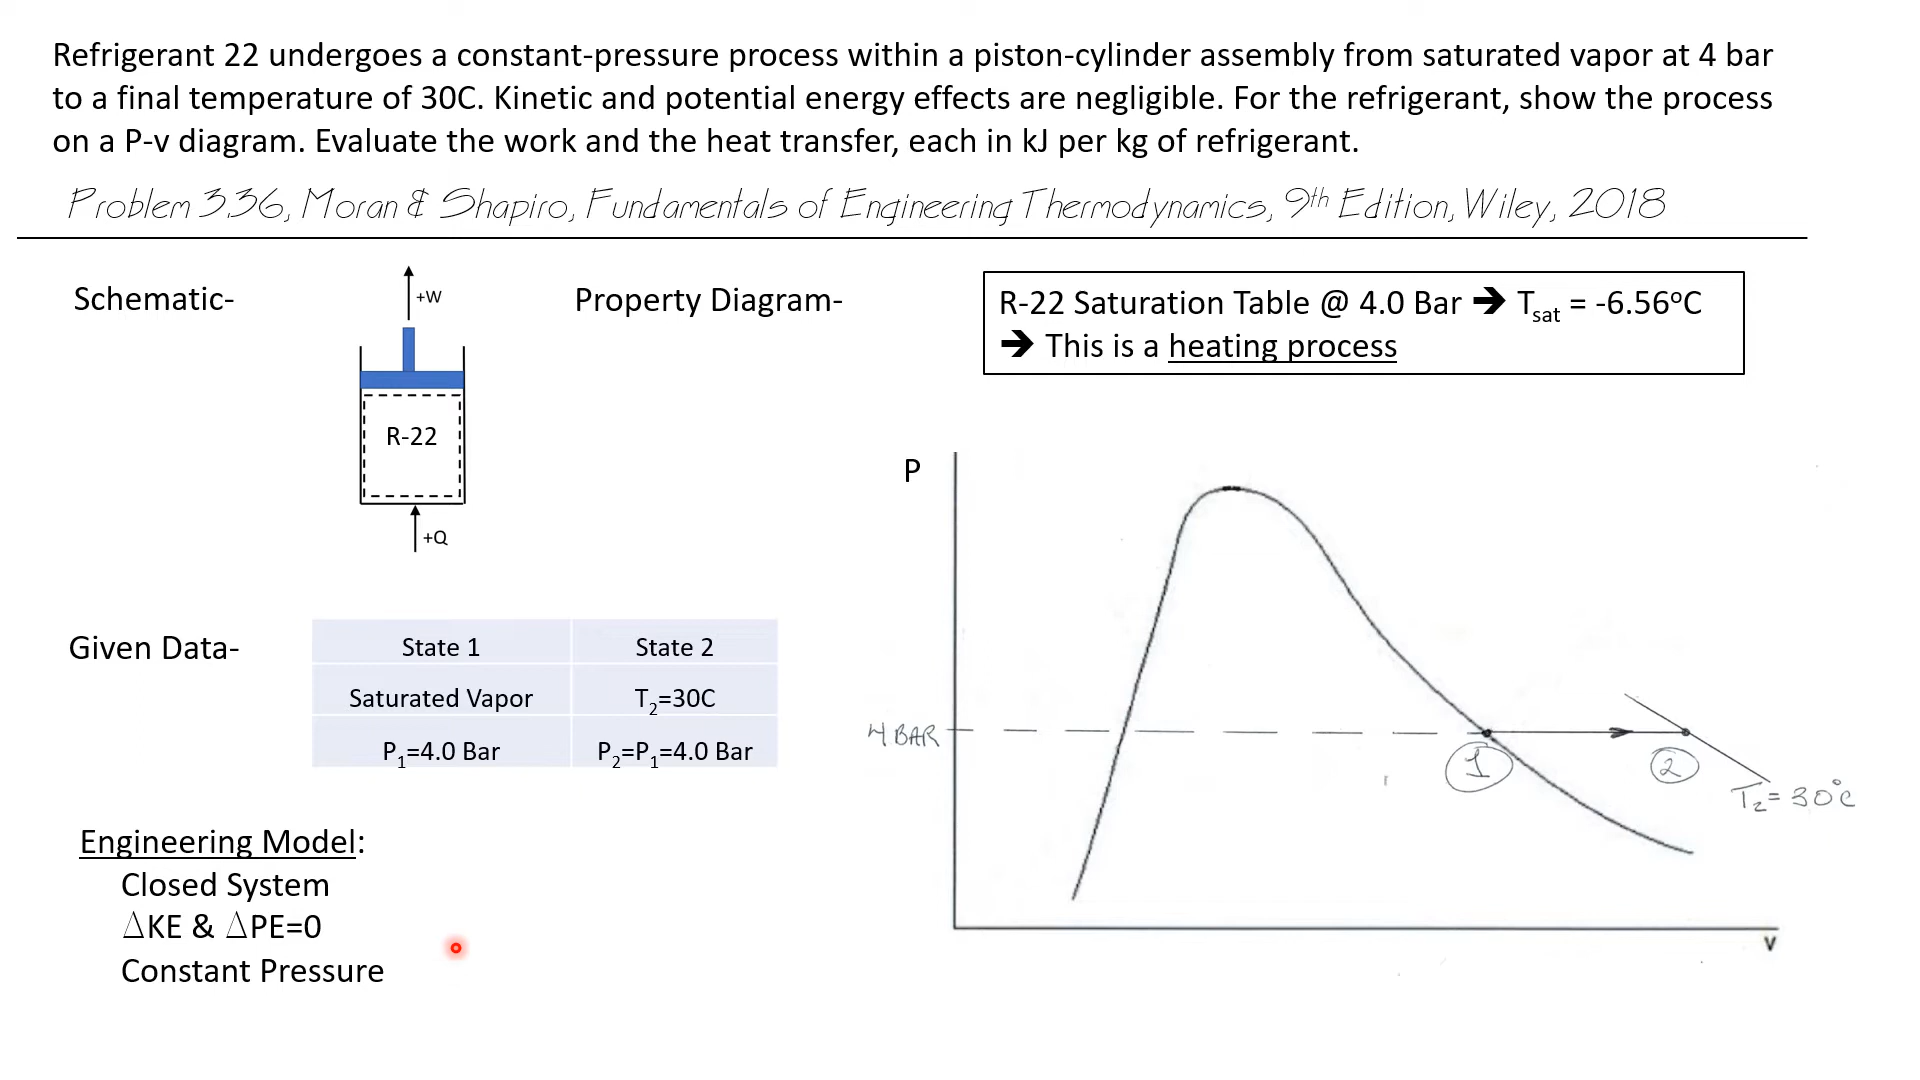 Refrigerant 22 undergoes a constant-pressure process within a piston-cylinder assembly from saturated vapor at 4 bar
to a final temperature of 30C. Kinetic and potential energy effects are negligible. For the refrigerant, show the process
on a P-v diagram. Evaluate the work and the heat transfer, each in kJ per kg of refrigerant.
Problem 3.36, Moran & Shapiro, Fundamentals of Engineering Thermodynamics, 9th Edition, Wiley, 2018
Schematic-
+W
R-22
+Q
Property Diagram-
R-22 Saturation Table @ 4.0 Bar ➔ Tsat = -6.56°C
➔ This is a heating process
P
4 BAR
1
2
T2 = 30°C
v
Given Data-
State 1 State 2
Saturated Vapor T2=30C
P1=4.0 Bar P2=P1=4.0 Bar
Engineering Model:
Closed System
△KE & △PE=0
Constant Pressure